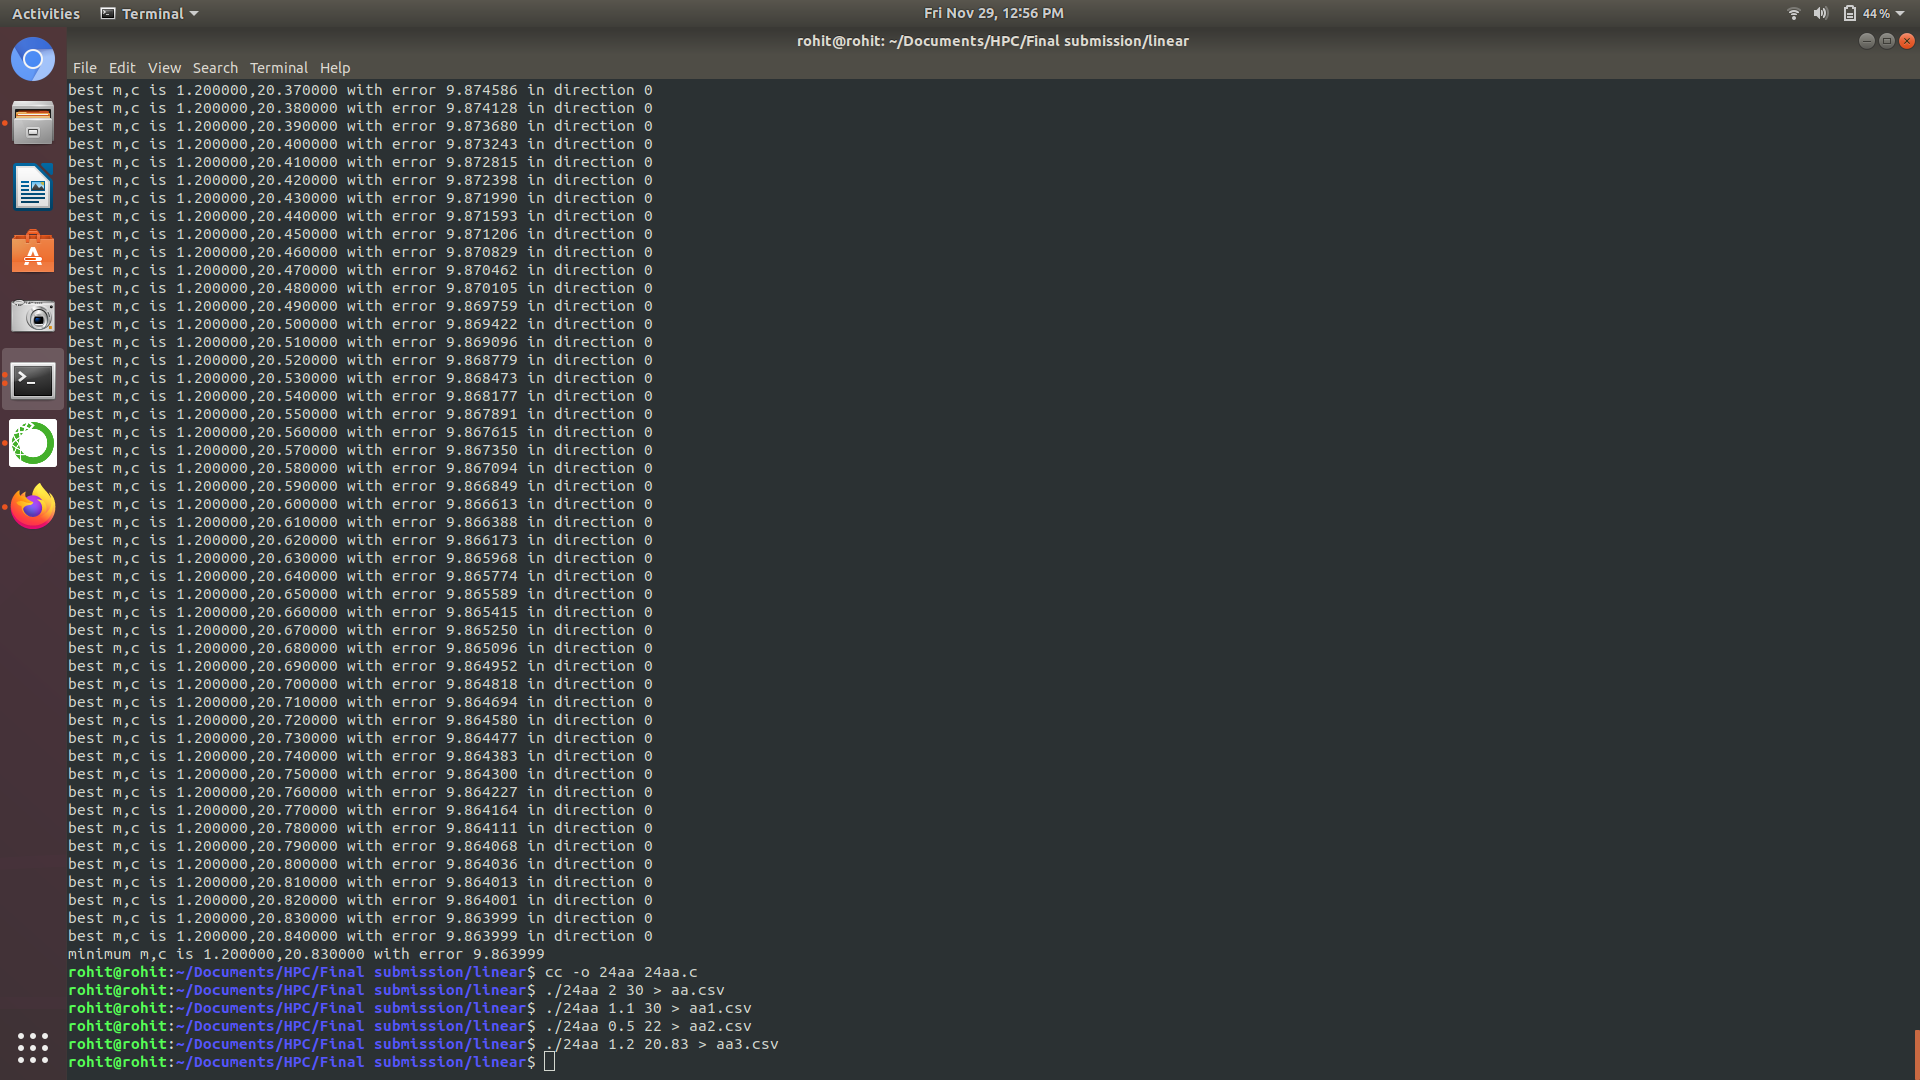 Activities Terminal Fri Nov 29, 12:56 PM 44%
rohit@rohit: ~/Documents/HPC/Final submission/linear
File Edit View Search Terminal Help
best m,c is 1.200000,20.370000 with error 9.874586 in direction 0
best m,c is 1.200000,20.380000 with error 9.874128 in direction 0
best m,c is 1.200000,20.390000 with error 9.873680 in direction 0
best m,c is 1.200000,20.400000 with error 9.873243 in direction 0
best m,c is 1.200000,20.410000 with error 9.872815 in direction 0
best m,c is 1.200000,20.420000 with error 9.872398 in direction 0
best m,c is 1.200000,20.430000 with error 9.871990 in direction 0
best m,c is 1.200000,20.440000 with error 9.871593 in direction 0
best m,c is 1.200000,20.450000 with error 9.871206 in direction 0
best m,c is 1.200000,20.460000 with error 9.870829 in direction 0
best m,c is 1.200000,20.470000 with error 9.870462 in direction 0
best m,c is 1.200000,20.480000 with error 9.870105 in direction 0
best m,c is 1.200000,20.490000 with error 9.869759 in direction 0
best m,c is 1.200000,20.500000 with error 9.869422 in direction 0
best m,c is 1.200000,20.510000 with error 9.869096 in direction 0
best m,c is 1.200000,20.520000 with error 9.868779 in direction 0
best m,c is 1.200000,20.530000 with error 9.868473 in direction 0
best m,c is 1.200000,20.540000 with error 9.868177 in direction 0
best m,c is 1.200000,20.550000 with error 9.867891 in direction 0
best m,c is 1.200000,20.560000 with error 9.867615 in direction 0
best m,c is 1.200000,20.570000 with error 9.867350 in direction 0
best m,c is 1.200000,20.580000 with error 9.867094 in direction 0
best m,c is 1.200000,20.590000 with error 9.866849 in direction 0
best m,c is 1.200000,20.600000 with error 9.866613 in direction 0
best m,c is 1.200000,20.610000 with error 9.866388 in direction 0
best m,c is 1.200000,20.620000 with error 9.866173 in direction 0
best m,c is 1.200000,20.630000 with error 9.865968 in direction 0
best m,c is 1.200000,20.640000 with error 9.865774 in direction 0
best m,c is 1.200000,20.650000 with error 9.865589 in direction 0
best m,c is 1.200000,20.660000 with error 9.865415 in direction 0
best m,c is 1.200000,20.670000 with error 9.865250 in direction 0
best m,c is 1.200000,20.680000 with error 9.865096 in direction 0
best m,c is 1.200000,20.690000 with error 9.864952 in direction 0
best m,c is 1.200000,20.700000 with error 9.864818 in direction 0
best m,c is 1.200000,20.710000 with error 9.864694 in direction 0
best m,c is 1.200000,20.720000 with error 9.864580 in direction 0
best m,c is 1.200000,20.730000 with error 9.864477 in direction 0
best m,c is 1.200000,20.740000 with error 9.864383 in direction 0
best m,c is 1.200000,20.750000 with error 9.864300 in direction 0
best m,c is 1.200000,20.760000 with error 9.864227 in direction 0
best m,c is 1.200000,20.770000 with error 9.864164 in direction 0
best m,c is 1.200000,20.780000 with error 9.864111 in direction 0
best m,c is 1.200000,20.790000 with error 9.864068 in direction 0
best m,c is 1.200000,20.800000 with error 9.864036 in direction 0
best m,c is 1.200000,20.810000 with error 9.864013 in direction 0
best m,c is 1.200000,20.820000 with error 9.864001 in direction 0
best m,c is 1.200000,20.830000 with error 9.863999 in direction 0
best m,c is 1.200000,20.840000 with error 9.863999 in direction 0
minimum m,c is 1.200000,20.830000 with error 9.863999
rohit@rohit:~/Documents/HPC/Final submission/linear$ cc -o 24aa 24aa.c
rohit@rohit:~/Documents/HPC/Final submission/linear$ ./24aa 2 30 > aa.csv
rohit@rohit:~/Documents/HPC/Final submission/linear$ ./24aa 1.1 30 > aa1.csv
rohit@rohit:~/Documents/HPC/Final submission/linear$ ./24aa 0.5 22 > aa2.csv
rohit@rohit:~/Documents/HPC/Final submission/linear$ ./24aa 1.2 20.83 > aa3.csv
rohit@rohit:~/Documents/HPC/Final submission/linear$